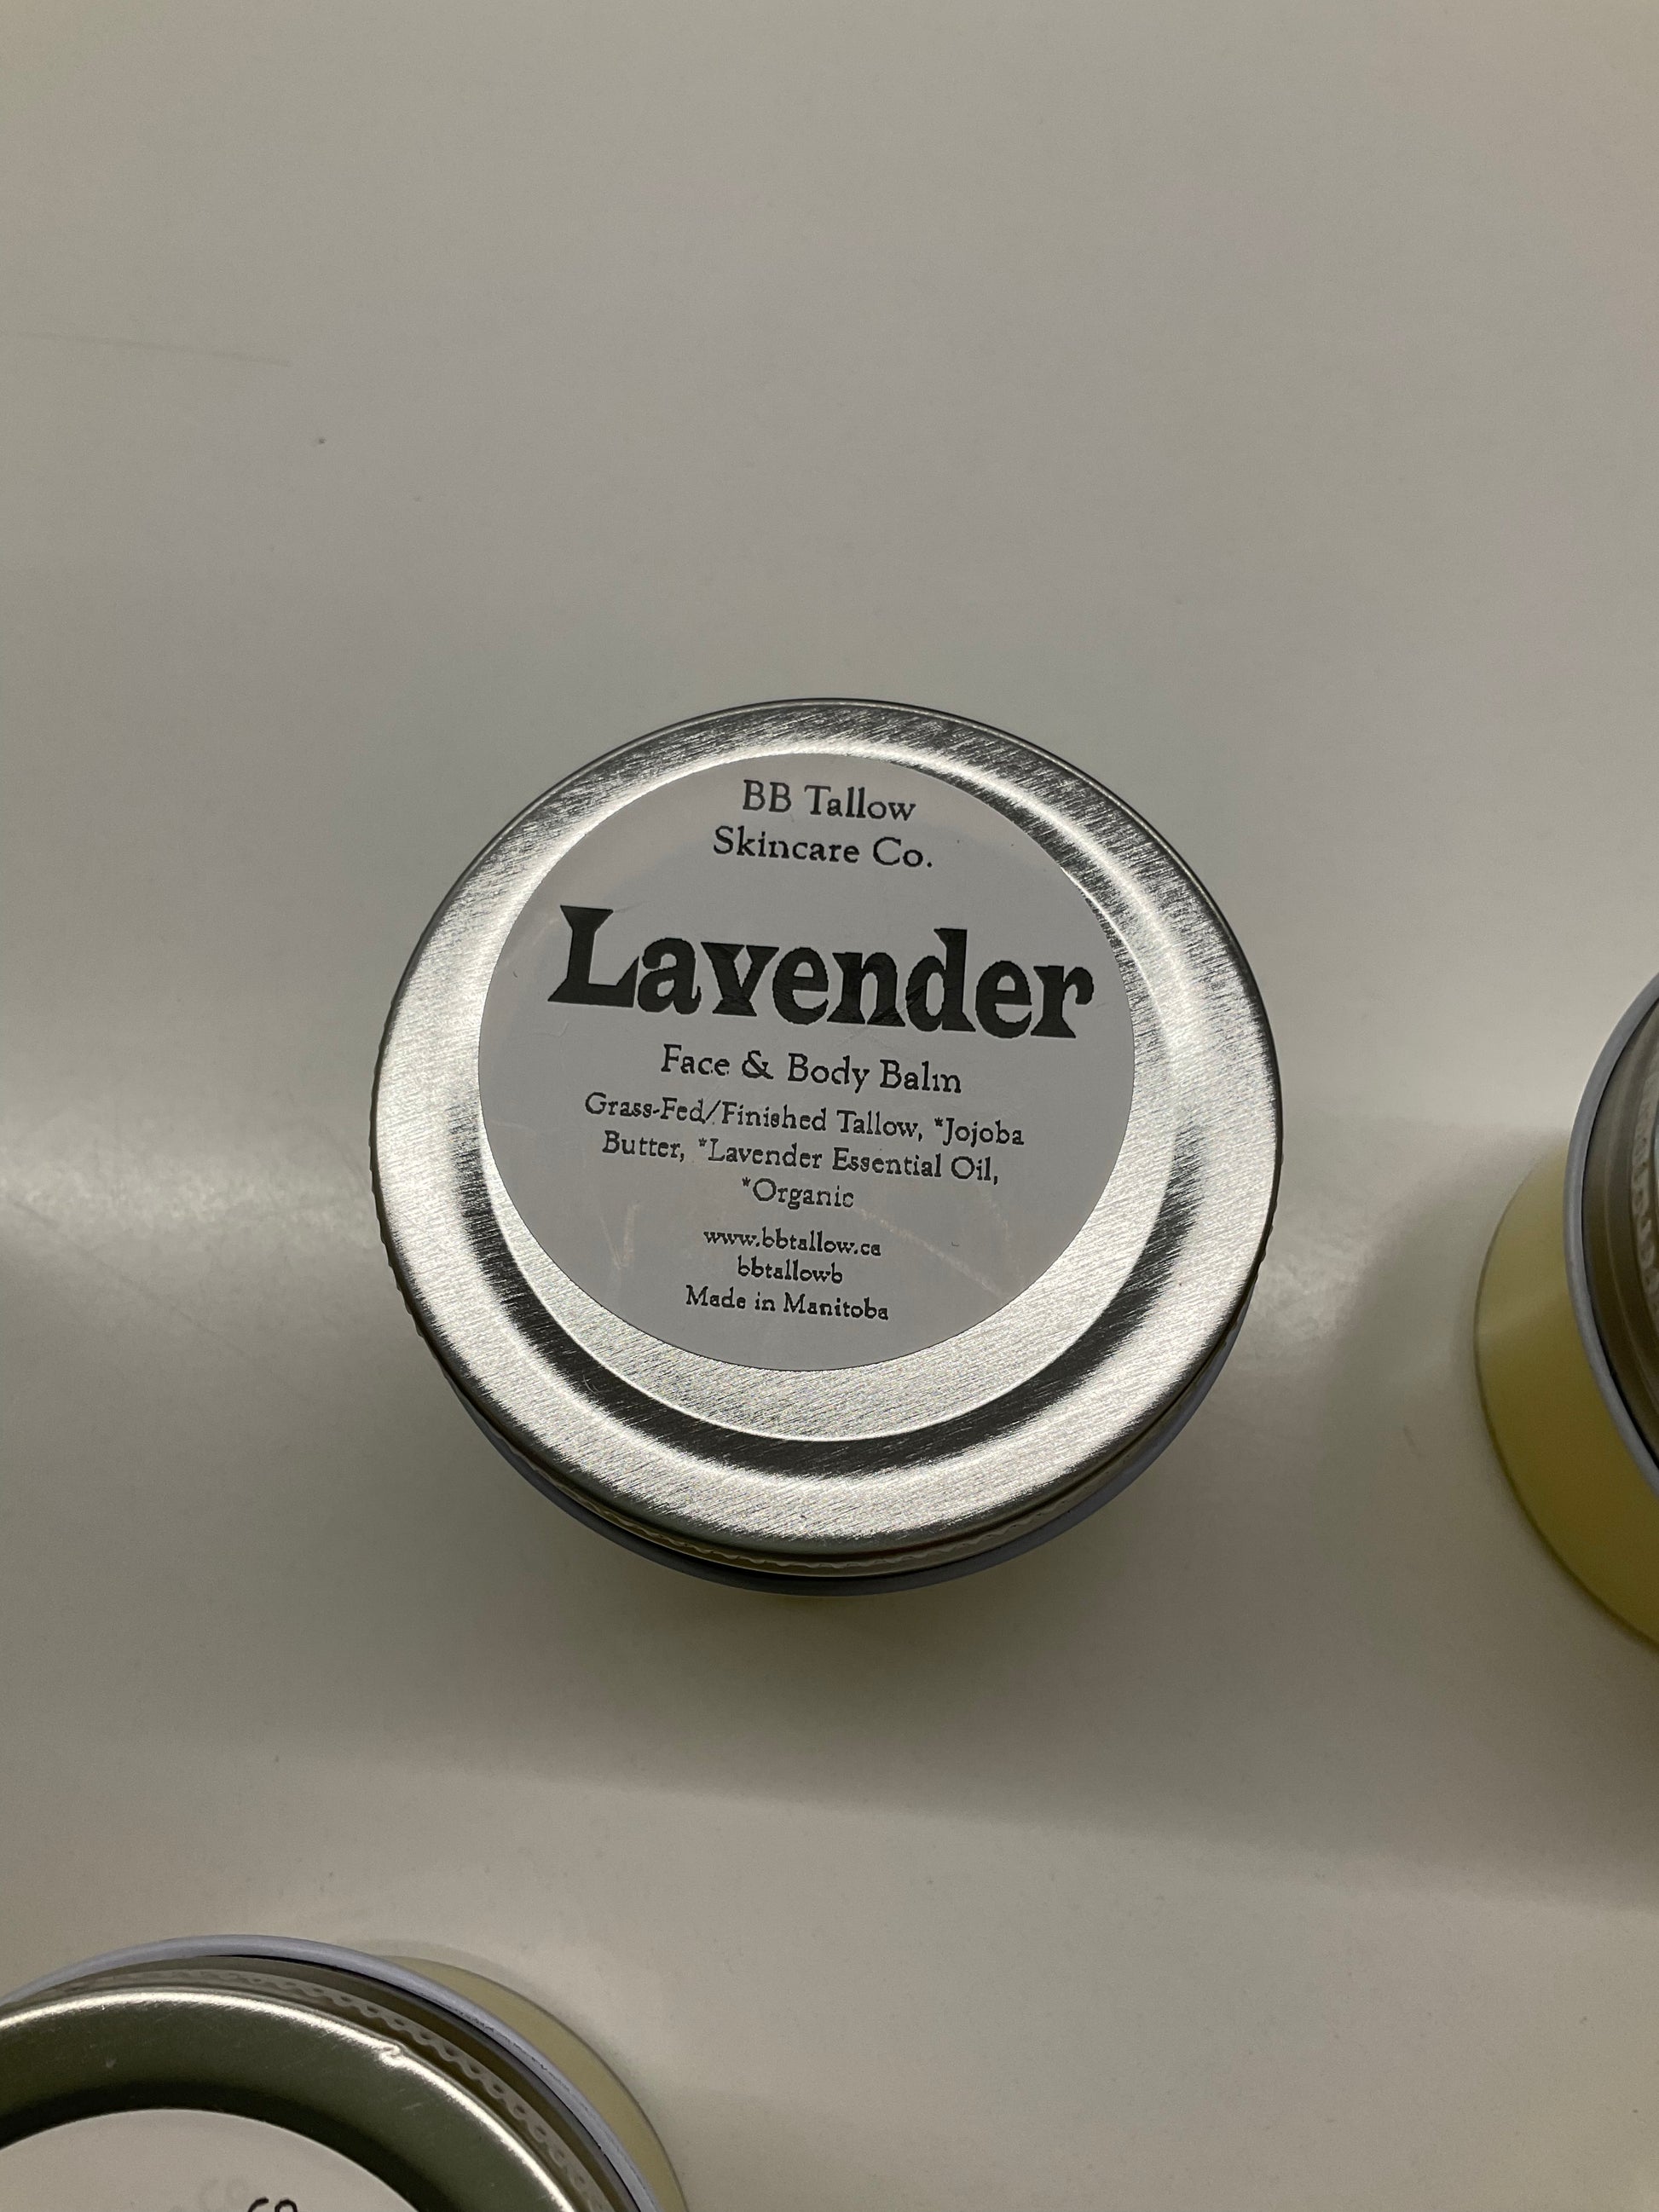 BB Tallow
Skincare Co.
Lavender
Face & Body Balm
Grass-Fed/Finished Tallow, *Jojoba
Butter, *Lavender Essential Oil,
*Organic
www.bbtallow.ca
bbtallowb
Made in Manitoba